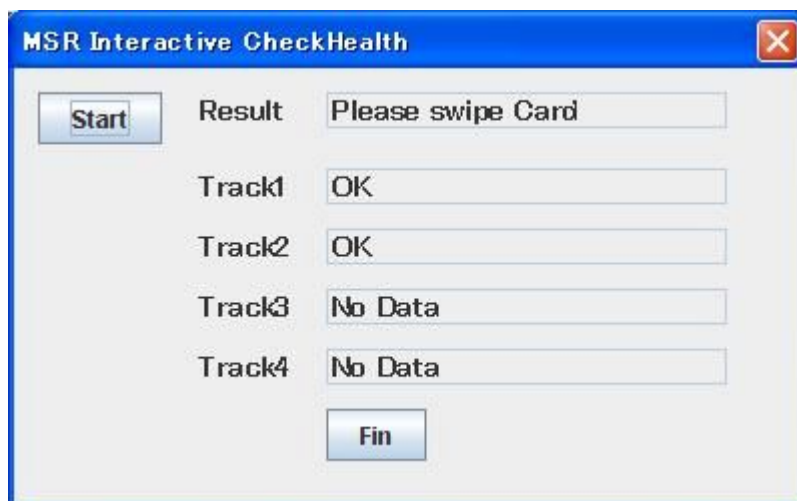 MSR Interactive CheckHealth
Start Result Please swipe Card
Track1 OK
Track2 OK
Track3 No Data
Track4 No Data
Fin